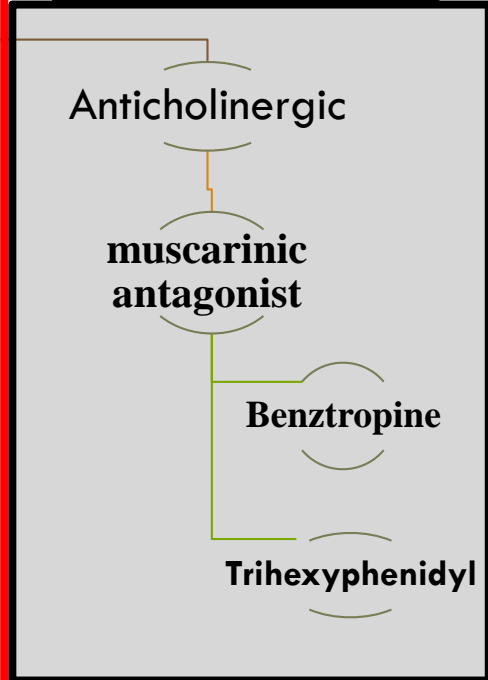 Anticholinergic
muscarinic
antagonist
Benztropine
Trihexyphenidyl